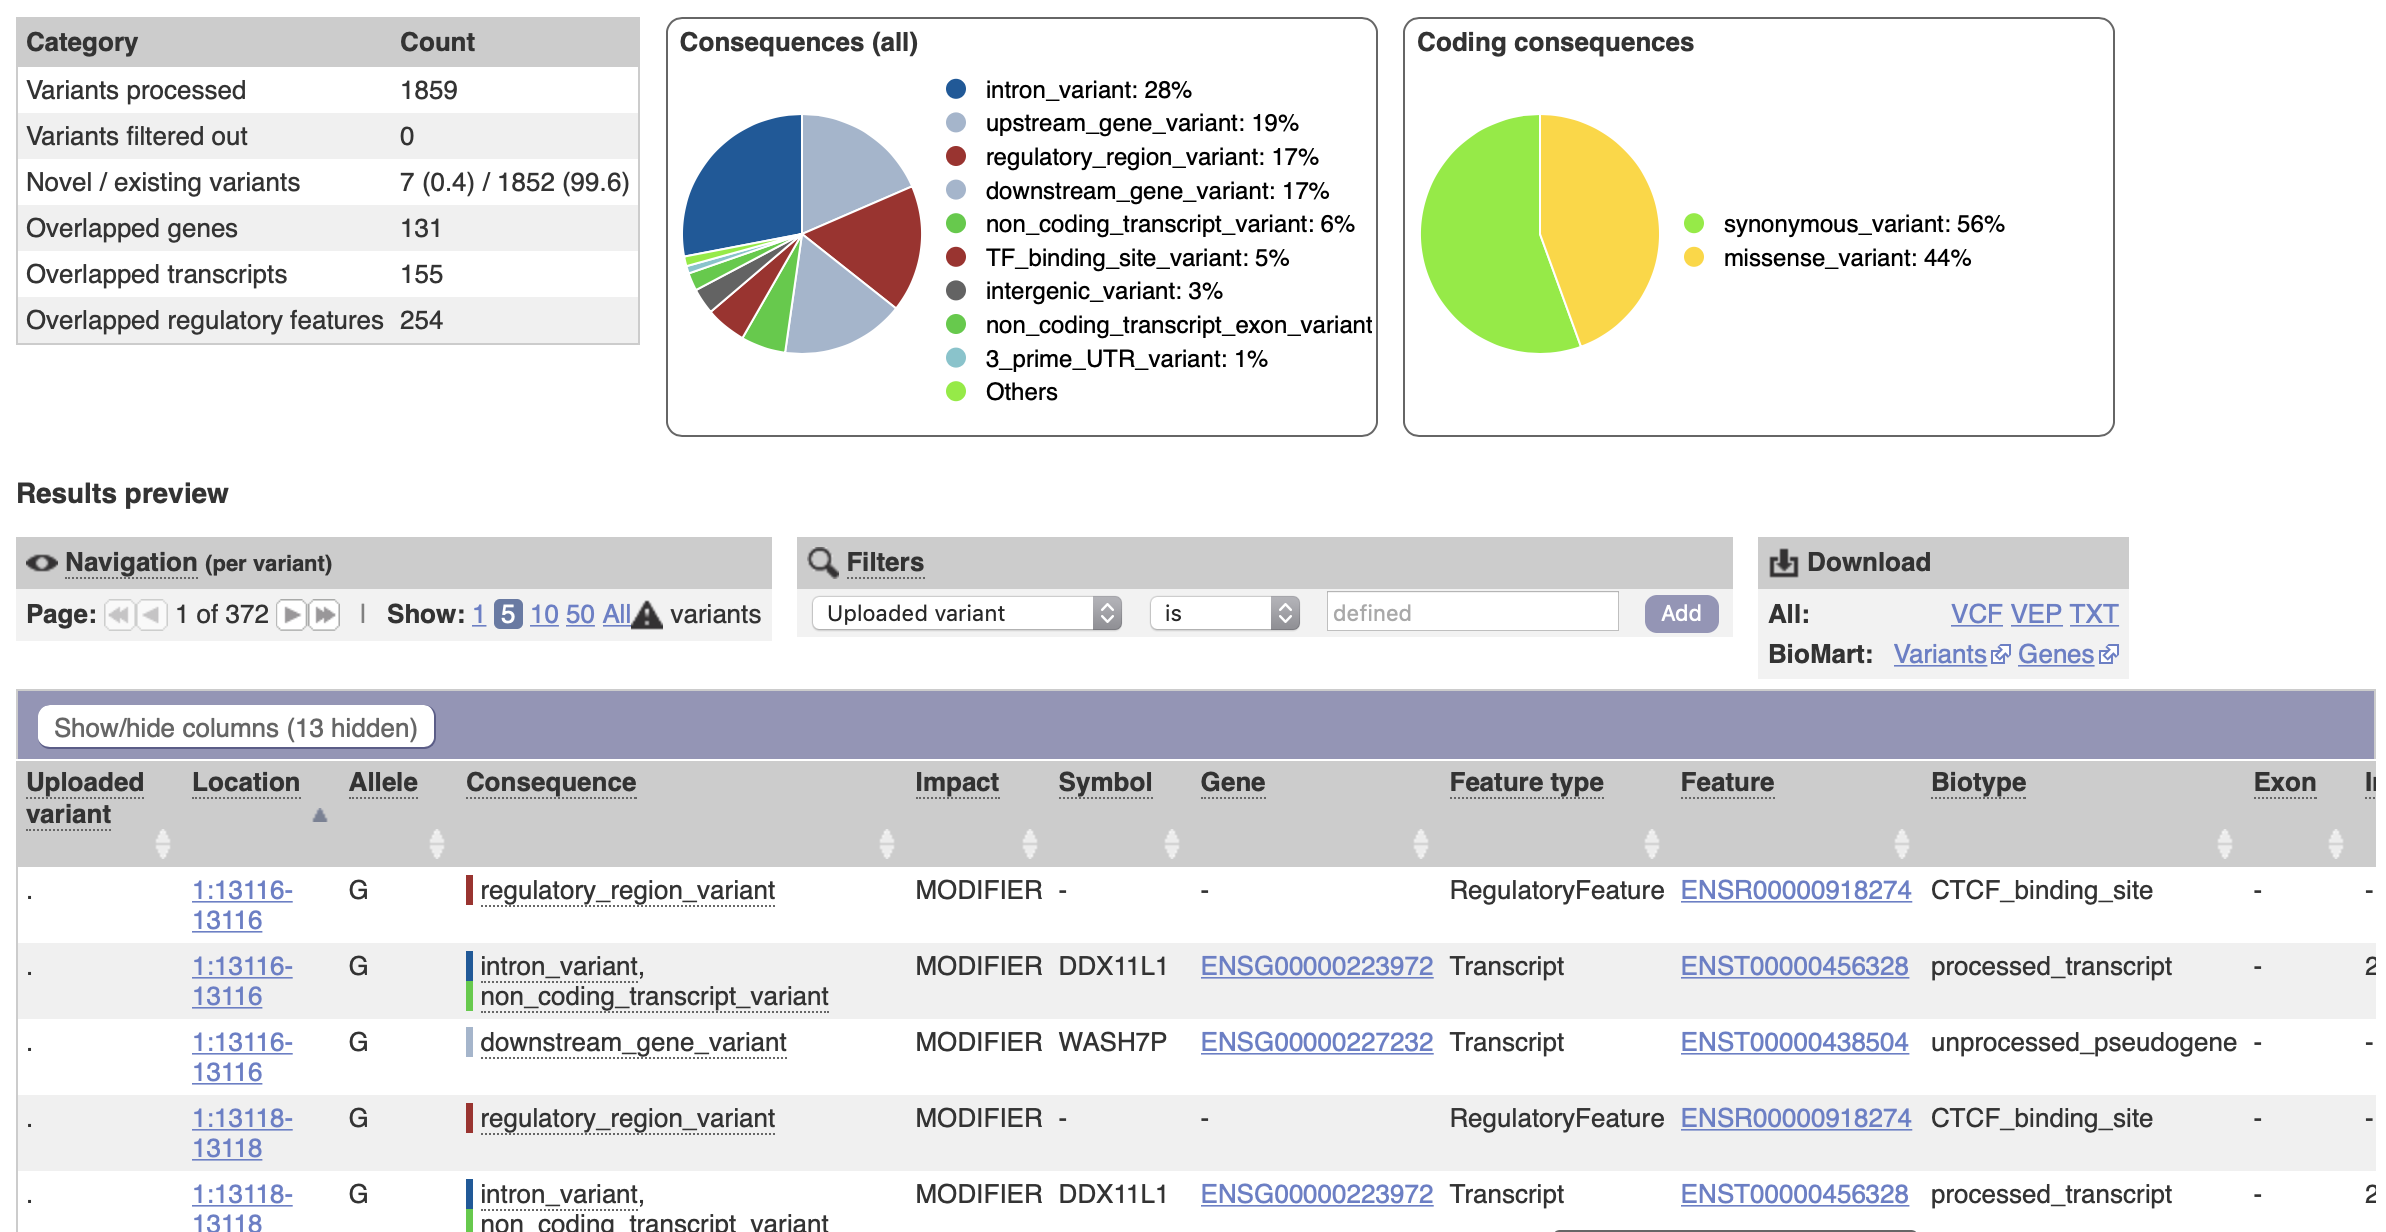 Category Count
Variants processed 1859
Variants filtered out 0
Novel / existing variants 7 (0.4) / 1852 (99.6)
Overlapped genes 131
Overlapped transcripts 155
Overlapped regulatory features 254
Consequences (all)
intron_variant: 28%
upstream_gene_variant: 19%
regulatory_region_variant: 17%
downstream_gene_variant: 17%
non_coding_transcript_variant: 6%
TF_binding_site_variant: 5%
intergenic_variant: 3%
non_coding_transcript_exon_variant
3_prime_UTR_variant: 1%
Others
Coding consequences
synonymous_variant: 56%
missense_variant: 44%
Results preview
Navigation (per variant)
Page: 1 of 372 | Show: 1 5 10 50 All variants
Filters
Uploaded variant is defined Add
Download
All: VCF VEP TXT
BioMart: Variants Genes
Show/hide columns (13 hidden)
Uploaded variant Location Allele Consequence Impact Symbol Gene Feature type Feature Biotype Exon
. 1:13116-13116 G regulatory_region_variant MODIFIER - - RegulatoryFeature ENSR00000918274 CTCF_binding_site - -
. 1:13116-13116 G intron_variant, non_coding_transcript_variant MODIFIER DDX11L1 ENSG00000223972 Transcript ENST00000456328 processed_transcript - 2
. 1:13116-13116 G downstream_gene_variant MODIFIER WASH7P ENSG00000227232 Transcript ENST00000438504 unprocessed_pseudogene - -
. 1:13118-13118 G regulatory_region_variant MODIFIER - - RegulatoryFeature ENSR00000918274 CTCF_binding_site - -
. 1:13118-13118 G intron_variant, non_coding_transcript_variant MODIFIER DDX11L1 ENSG00000223972 Transcript ENST00000456328 processed_transcript - 2